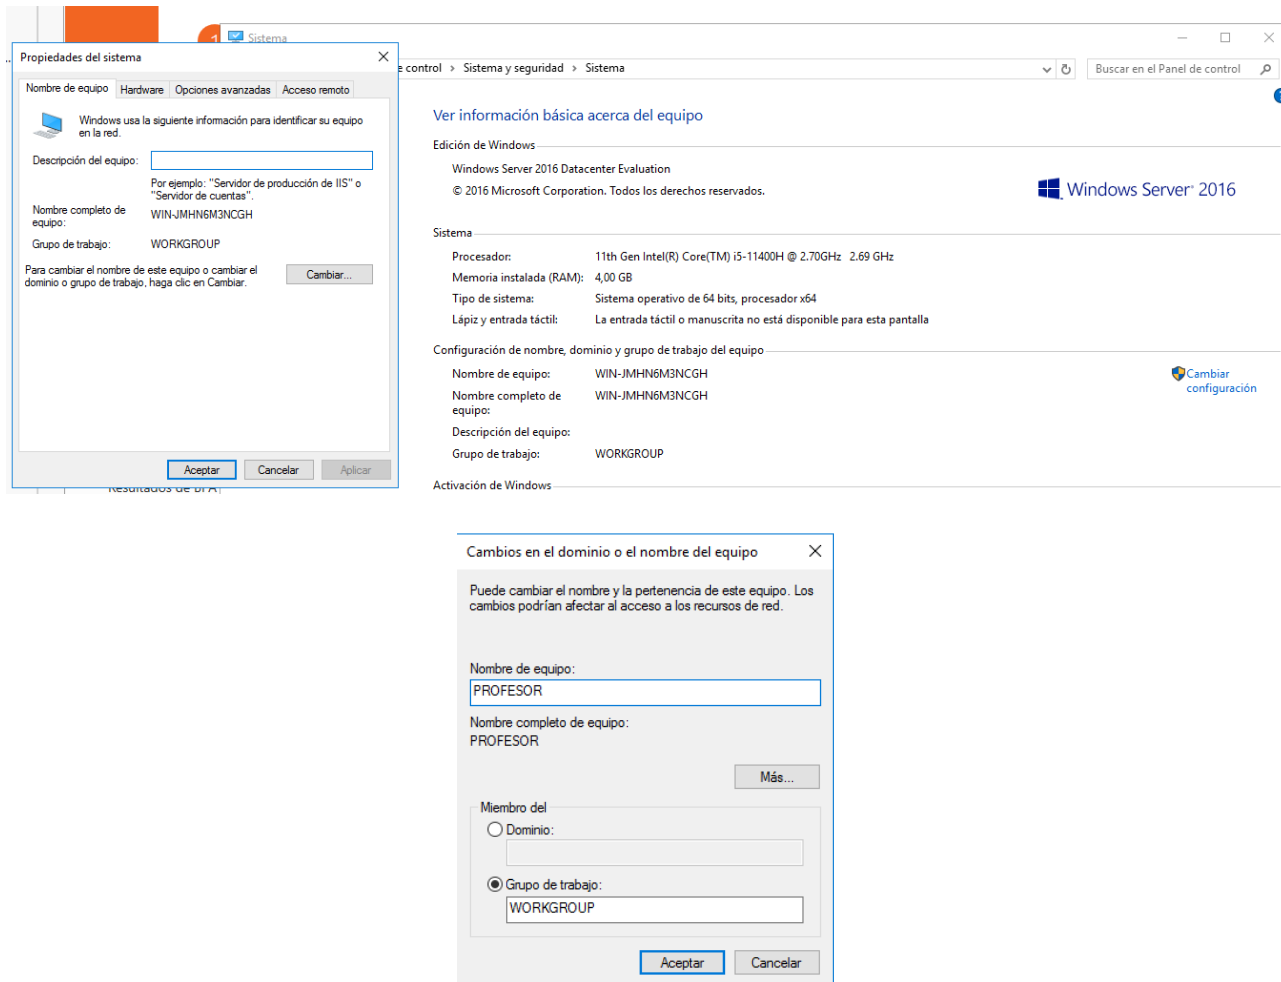 1
Sistema
Propiedades del sistema
Nombre de equipo Hardware Opciones avanzadas Acceso remoto
Windows usa la siguiente información para identificar su equipo
en la red.
Descripción del equipo:
Por ejemplo: "Servidor de producción de IIS" o
"Servidor de cuentas".
Nombre completo de
equipo:
WIN-JMHN6M3NCGH
Grupo de trabajo: WORKGROUP
Para cambiar el nombre de este equipo o cambiar el
dominio o grupo de trabajo, haga clic en Cambiar.
Cambiar...
Aceptar Cancelar Aplicar
Resultados de BPA
e control > Sistema y seguridad > Sistema
Buscar en el Panel de control
Ver información básica acerca del equipo
Edición de Windows
Windows Server 2016 Datacenter Evaluation
© 2016 Microsoft Corporation. Todos los derechos reservados.
Windows Server® 2016
Sistema
Procesador: 11th Gen Intel(R) Core(TM) i5-11400H @ 2.70GHz 2.69 GHz
Memoria instalada (RAM): 4,00 GB
Tipo de sistema: Sistema operativo de 64 bits, procesador x64
Lápiz y entrada táctil: La entrada táctil o manuscrita no está disponible para esta pantalla
Configuración de nombre, dominio y grupo de trabajo del equipo
Nombre de equipo: WIN-JMHN6M3NCGH
Cambiar
configuración
Nombre completo de
equipo:
WIN-JMHN6M3NCGH
Descripción del equipo:
Grupo de trabajo: WORKGROUP
Activación de Windows
Cambios en el dominio o el nombre del equipo
Puede cambiar el nombre y la pertenencia de este equipo. Los
cambios podrían afectar al acceso a los recursos de red.
Nombre de equipo:
PROFESOR
Nombre completo de equipo:
PROFESOR
Más...
Miembro del
Dominio:
Grupo de trabajo:
WORKGROUP
Aceptar Cancelar